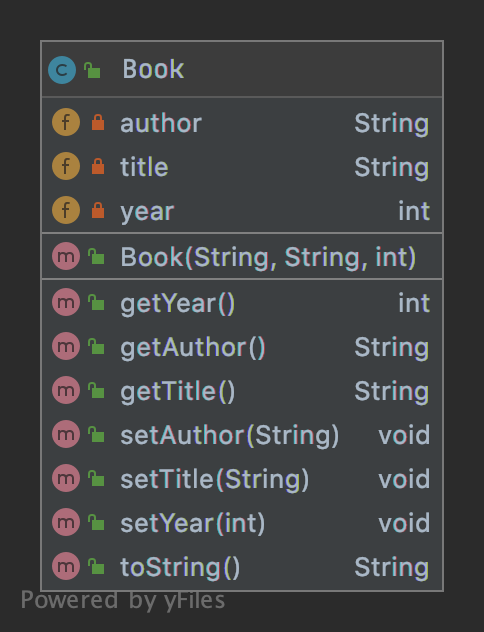 c Book
f author String
f title String
f year int
m Book(String, String, int)
m getYear() int
m getAuthor() String
m getTitle() String
m setAuthor(String) void
m setTitle(String) void
m setYear(int) void
m toString() String
Powered by yFiles